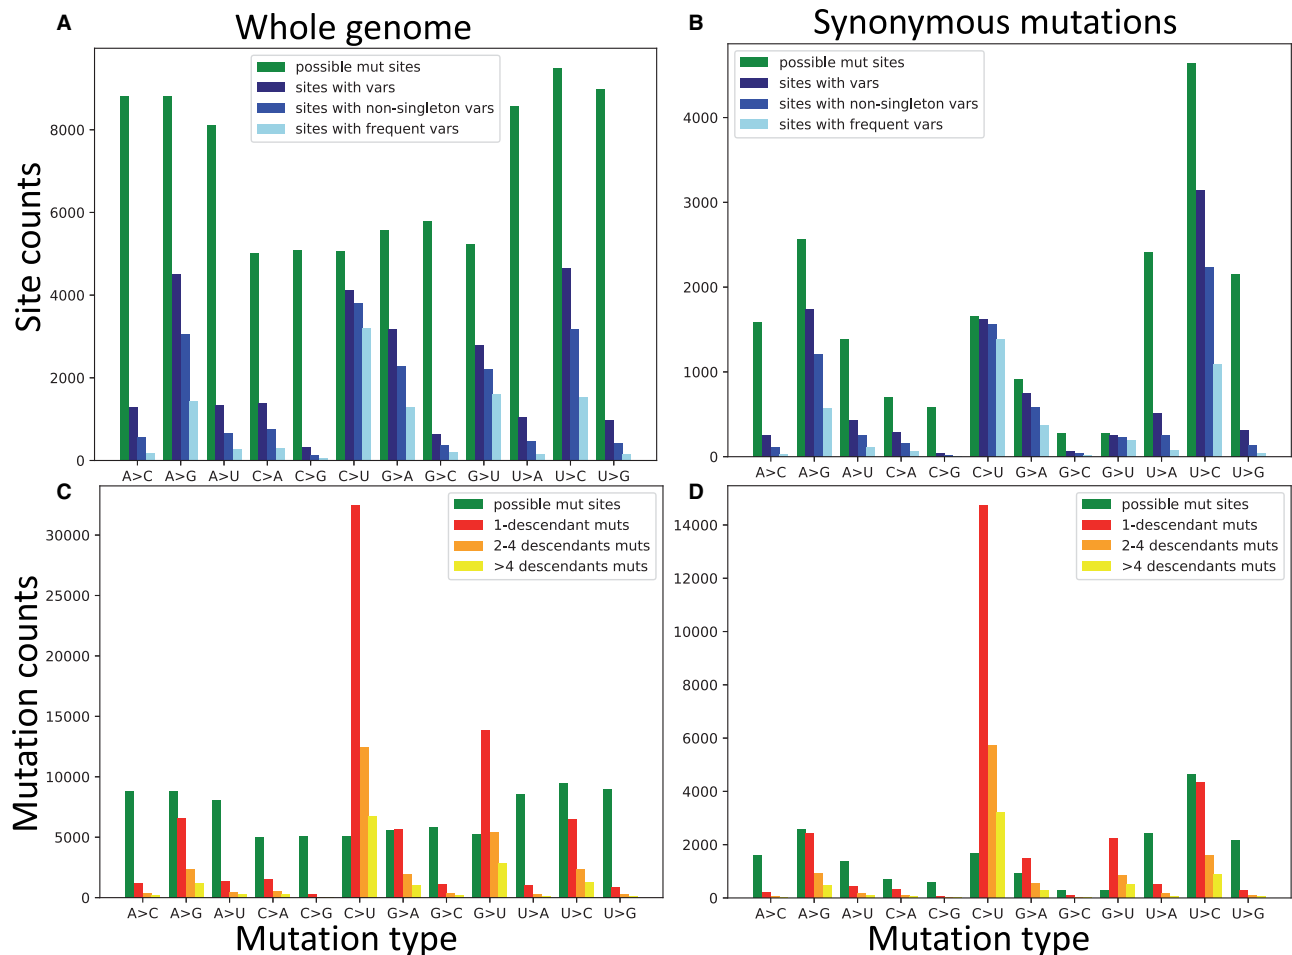 A
Whole genome
possible mut sites
sites with vars
sites with non-singleton vars
sites with frequent vars
Site counts
8000
6000
4000
2000
0
A>C A>G A>U C>A C>G C>U G>A G>C G>U U>A U>C U>G
B
Synonymous mutations
possible mut sites
sites with vars
sites with non-singleton vars
sites with frequent vars
4000
3000
2000
1000
0
A>C A>G A>U C>A C>G C>U G>A G>C G>U U>A U>C U>G
C
possible mut sites
1-descendant muts
2-4 descendants muts
>4 descendants muts
Mutation counts
30000
25000
20000
15000
10000
5000
0
A>C A>G A>U C>A C>G C>U G>A G>C G>U U>A U>C U>G
Mutation type
D
possible mut sites
1-descendant muts
2-4 descendants muts
>4 descendants muts
14000
12000
10000
8000
6000
4000
2000
0
A>C A>G A>U C>A C>G C>U G>A G>C G>U U>A U>C U>G
Mutation type